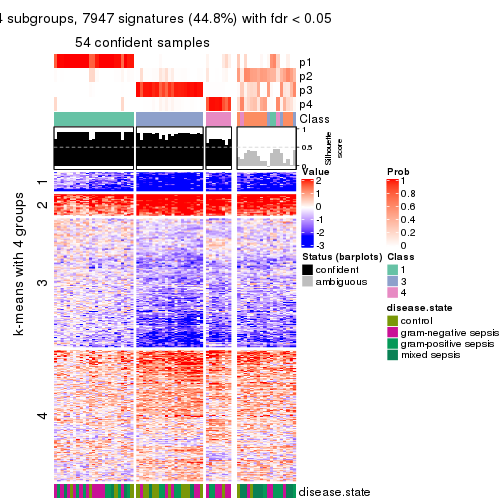 4 subgroups, 7947 signatures (44.8%) with fdr < 0.05
54 confident samples
p1
p2
p3
p4
Class
1
0.5
0
Silhouette
score
k-means with 4 groups
1
2
3
4
Value
2
1
0
-1
-2
-3
Prob
1
0.8
0.6
0.4
0.2
0
Status (barplots)
confident
ambiguous
Class
1
3
4
disease.state
control
gram-negative sepsis
gram-positive sepsis
mixed sepsis
disease.state